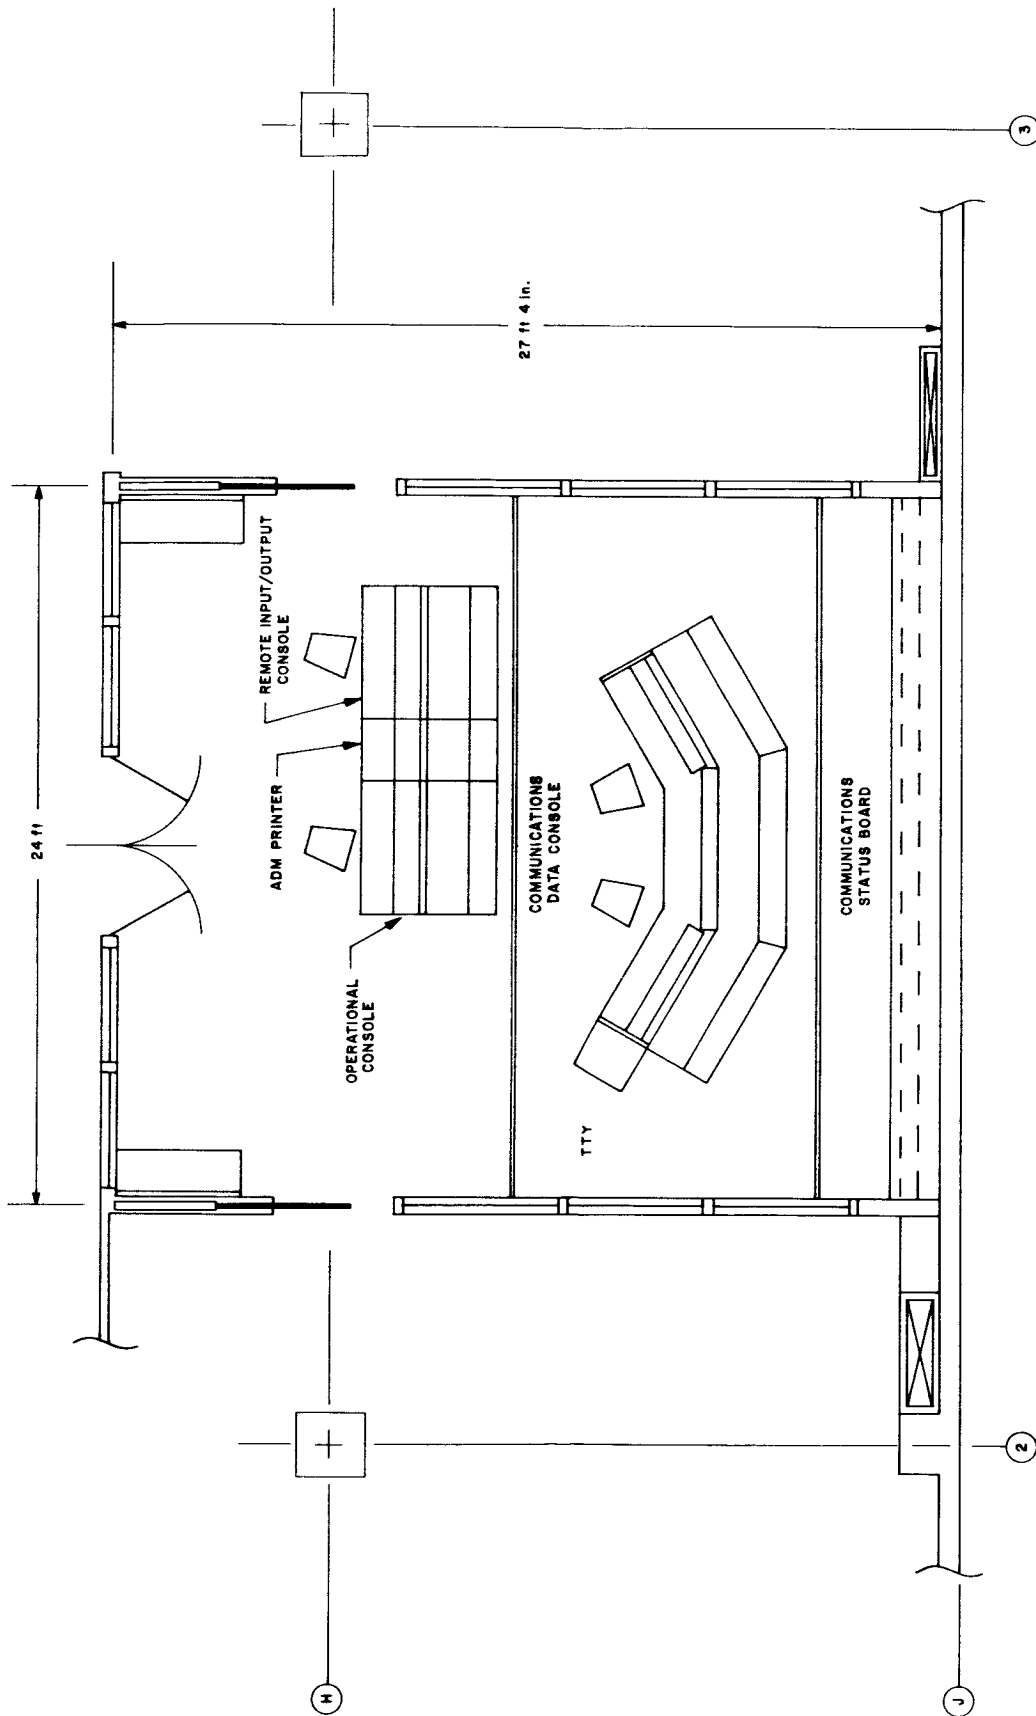 24 ft
27 ft 4 in.
REMOTE INPUT/OUTPUT
CONSOLE
ADM PRINTER
OPERATIONAL
CONSOLE
COMMUNICATIONS
DATA CONSOLE
TTY
COMMUNICATIONS
STATUS BOARD
H
J
2
3